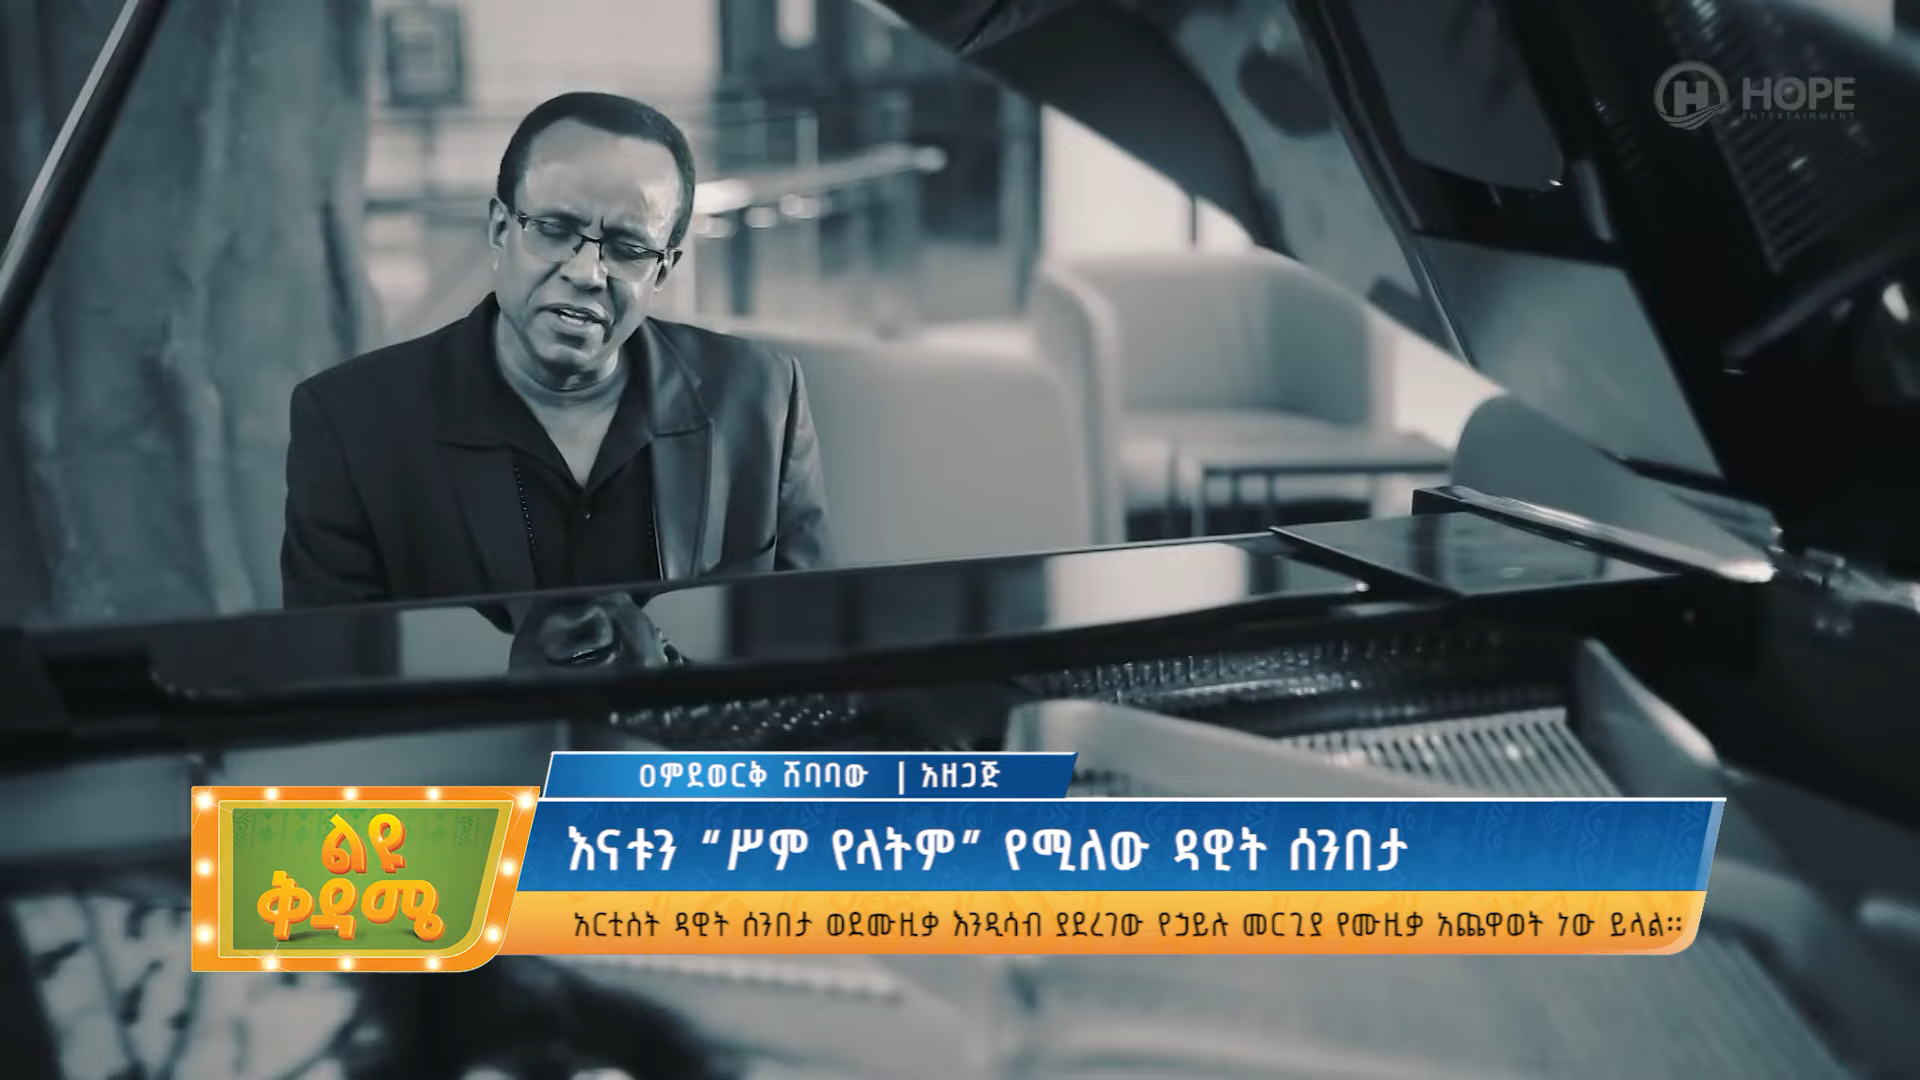 HOPE
ENTERTAINMENT
ዐምደወርቅ ሽባባው | አዘጋጅ
ልዩ
ቅዳሜ
እናቱን “ሥም የላትም” የሚለው ዳዊት ሰንበታ
አርቲስት ዳዊት ሰንበታ ወደሙዚቃ እንዲሳብ ያደረገው የኃይሉ መርጊያ የሙዚቃ አጨዋወት ነው ይላል።